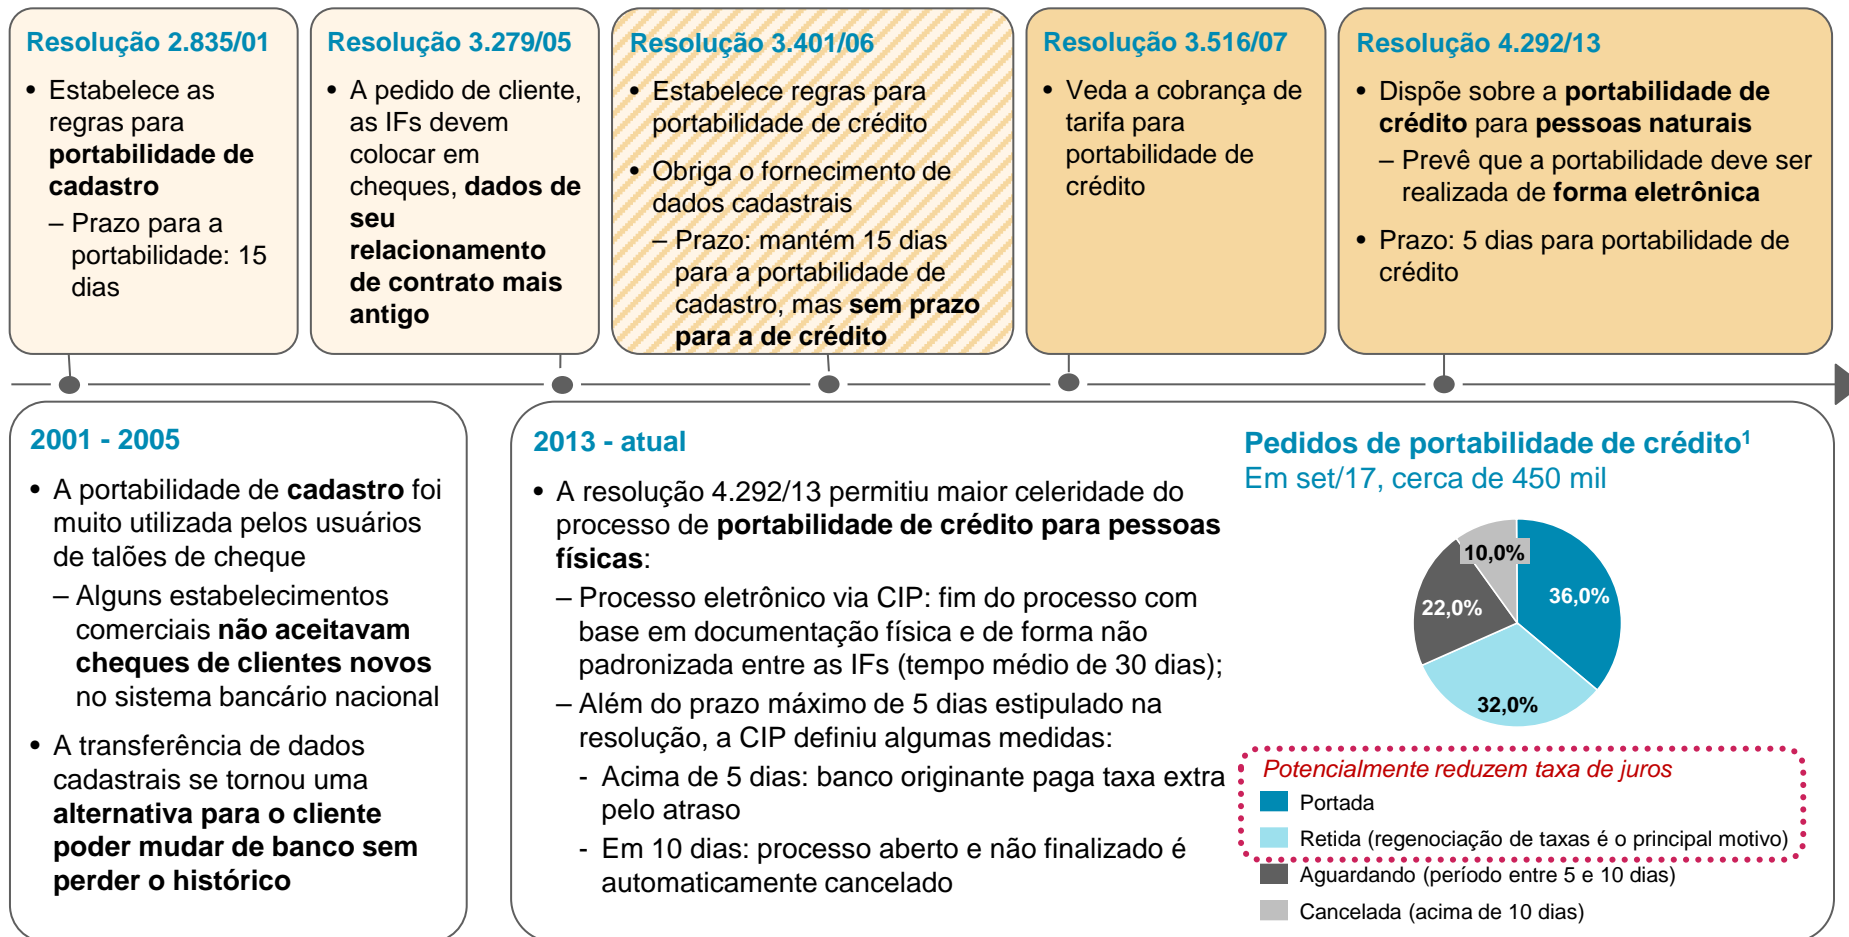 Resolução 2.835/01
• Estabelece as
regras para
portabilidade de
cadastro
– Prazo para a
portabilidade: 15
dias
Resolução 3.279/05
• A pedido de cliente,
as IFs devem
colocar em
cheques, dados de
seu
relacionamento
de contrato mais
antigo
Resolução 3.401/06
• Estabelece regras para
portabilidade de crédito
• Obriga o fornecimento de
dados cadastrais
– Prazo: mantém 15 dias
para a portabilidade de
cadastro, mas sem prazo
para a de crédito
Resolução 3.516/07
• Veda a cobrança de
tarifa para
portabilidade de
crédito
Resolução 4.292/13
• Dispõe sobre a portabilidade de
crédito para pessoas naturais
– Prevê que a portabilidade deve ser
realizada de forma eletrônica
• Prazo: 5 dias para portabilidade de
crédito
2001 - 2005
• A portabilidade de cadastro foi
muito utilizada pelos usuários
de talões de cheque
– Alguns estabelecimentos
comerciais não aceitavam
cheques de clientes novos
no sistema bancário nacional
• A transferência de dados
cadastrais se tornou uma
alternativa para o cliente
poder mudar de banco sem
perder o histórico
2013 - atual
• A resolução 4.292/13 permitiu maior celeridade do
processo de portabilidade de crédito para pessoas
físicas:
– Processo eletrônico via CIP: fim do processo com
base em documentação física e de forma não
padronizada entre as IFs (tempo médio de 30 dias);
– Além do prazo máximo de 5 dias estipulado na
resolução, a CIP definiu algumas medidas:
- Acima de 5 dias: banco originante paga taxa extra
pelo atraso
- Em 10 dias: processo aberto e não finalizado é
automaticamente cancelado
Pedidos de portabilidade de crédito¹
Em set/17, cerca de 450 mil
10,0%
36,0%
22,0%
32,0%
Potencialmente reduzem taxa de juros
Portada
Retida (regenociação de taxas é o principal motivo)
Aguardando (período entre 5 e 10 dias)
Cancelada (acima de 10 dias)